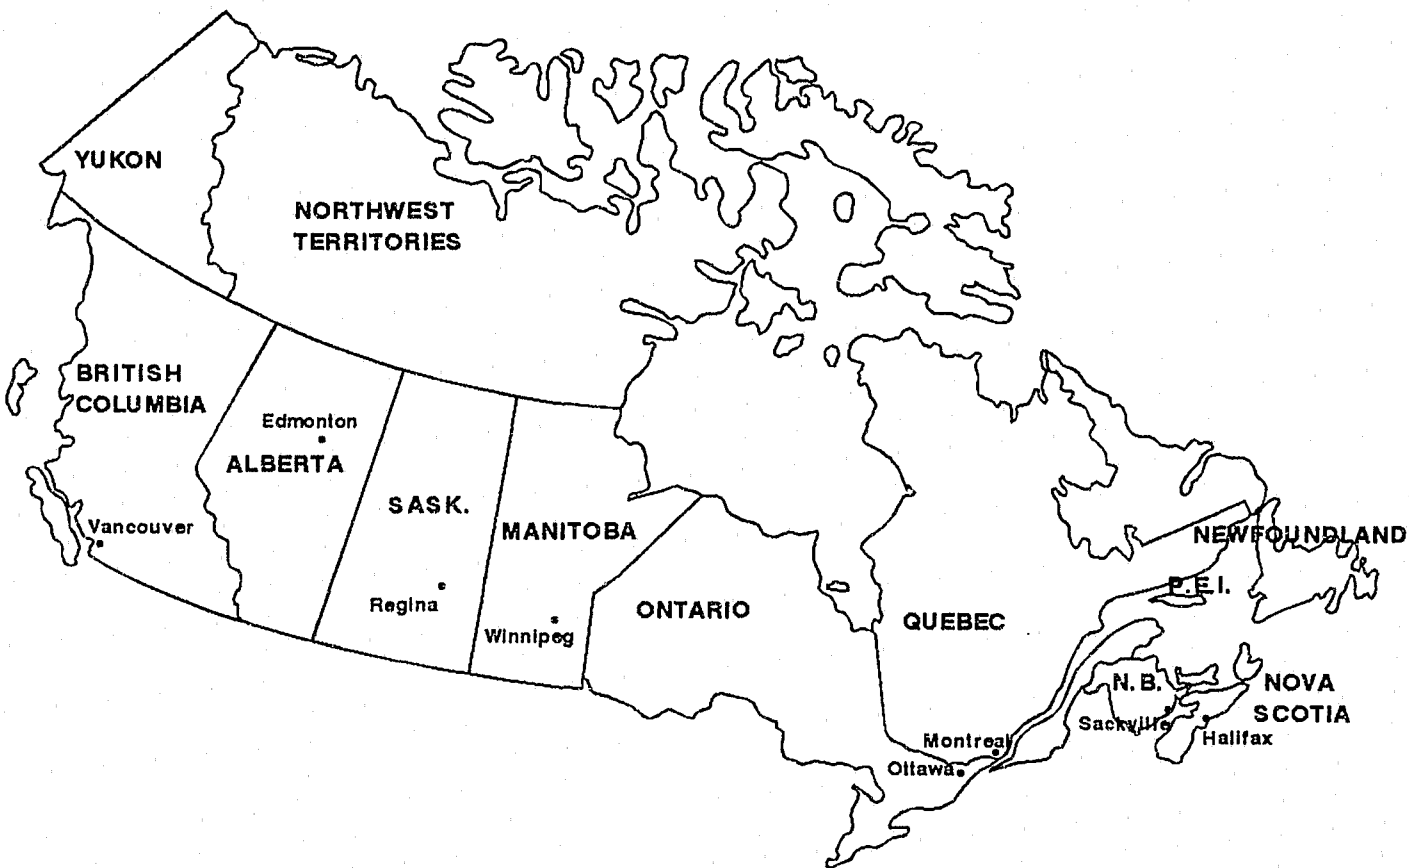 YUKON
NORTHWEST
TERRITORIES
BRITISH
COLUMBIA
Edmonton
ALBERTA
SASK.
MANITOBA
Vancouver
NEWFOUNDLAND
P.E.I.
Regina
ONTARIO
QUEBEC
Winnipeg
N.B.
NOVA
SCOTIA
Sackville
Halifax
Montreal
Ottawa